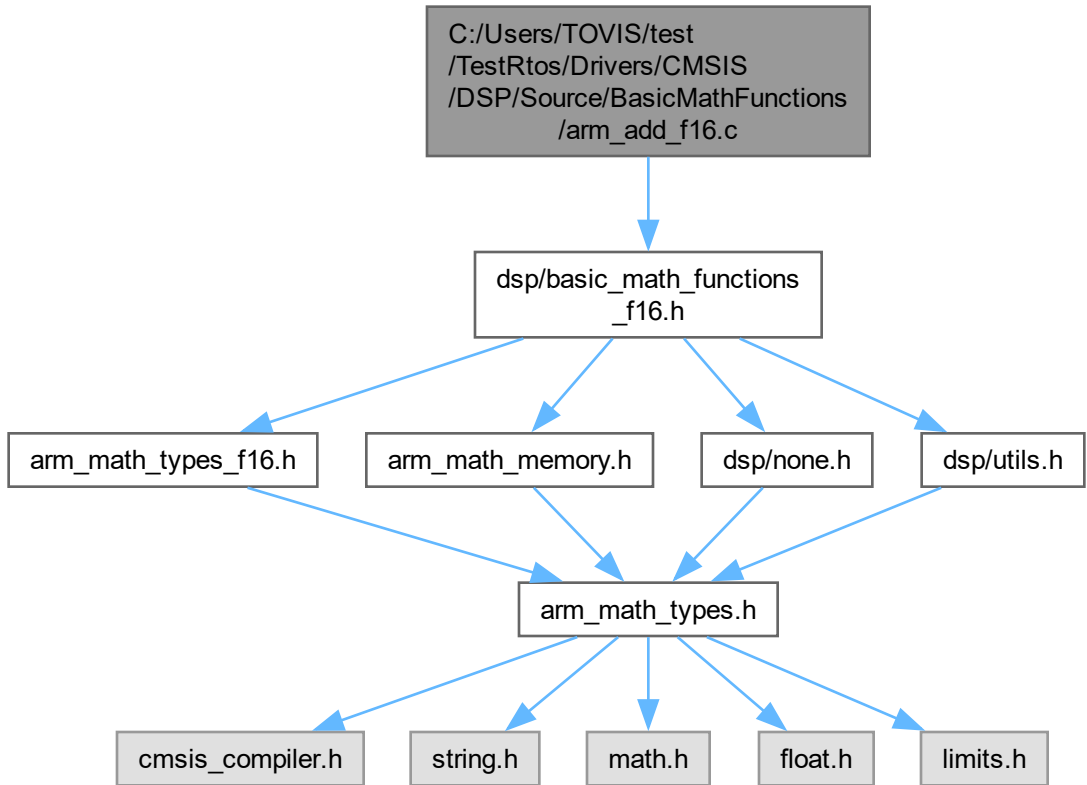 C:/Users/TOVIS/test
/TestRtos/Drivers/CMSIS
/DSP/Source/BasicMathFunctions
/arm_add_f16.c
dsp/basic_math_functions
_f16.h
arm_math_types_f16.h
arm_math_memory.h
dsp/none.h
dsp/utils.h
arm_math_types.h
cmsis_compiler.h
string.h
math.h
float.h
limits.h